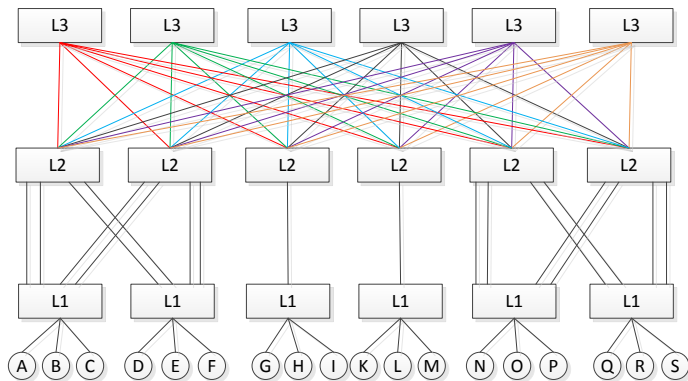 L3 L3 L3 L3 L3 L3
L2 L2 L2 L2 L2 L2
L1 L1 L1 L1 L1 L1
A B C D E F G H I K L M N O P Q R S